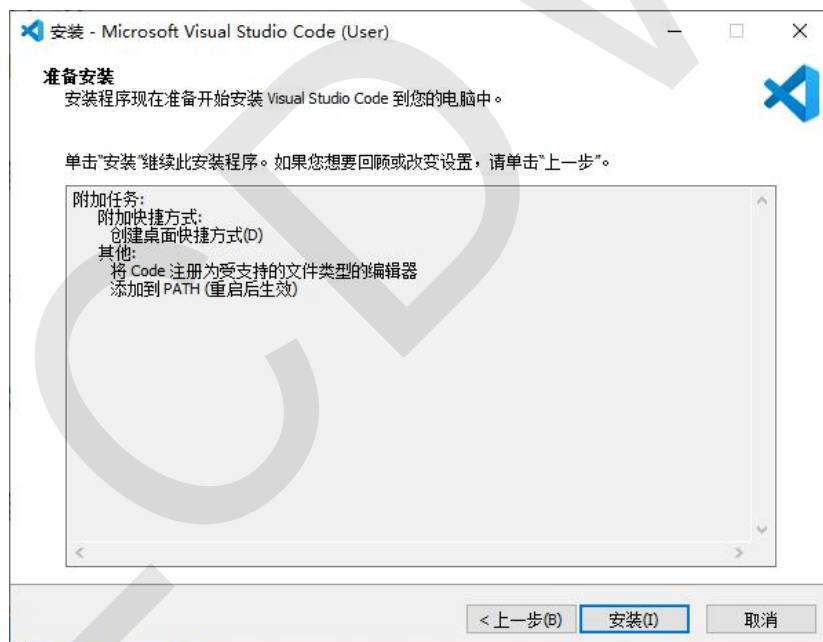 安装 - Microsoft Visual Studio Code (User)
准备安装
安装程序现在准备开始安装 Visual Studio Code 到您的电脑中。
单击"安装"继续此安装程序。如果您想要回顾或改变设置，请单击"上一步"。
附加任务:
附加快捷方式:
创建桌面快捷方式(D)
其他:
将 Code 注册为受支持的文件类型的编辑器
添加到 PATH (重启后生效)
<上一步(B) 安装(I) 取消